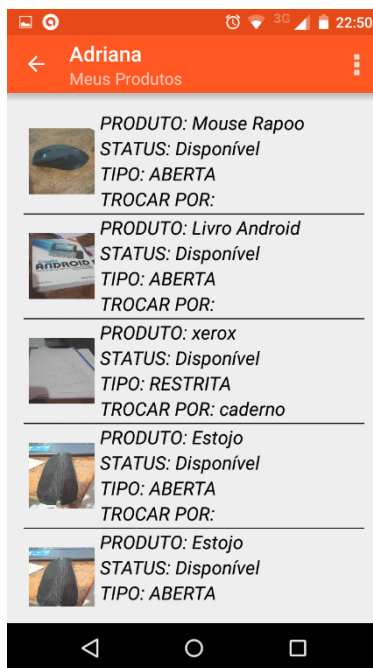 3G 22:50
Adriana
Meus Produtos
PRODUTO: Mouse Rapoo
STATUS: Disponível
TIPO: ABERTA
TROCAR POR:
PRODUTO: Livro Android
STATUS: Disponível
TIPO: ABERTA
TROCAR POR:
ANDROID
PRODUTO: xerox
STATUS: Disponível
TIPO: RESTRITA
TROCAR POR: caderno
PRODUTO: Estojo
STATUS: Disponível
TIPO: ABERTA
TROCAR POR:
PRODUTO: Estojo
STATUS: Disponível
TIPO: ABERTA